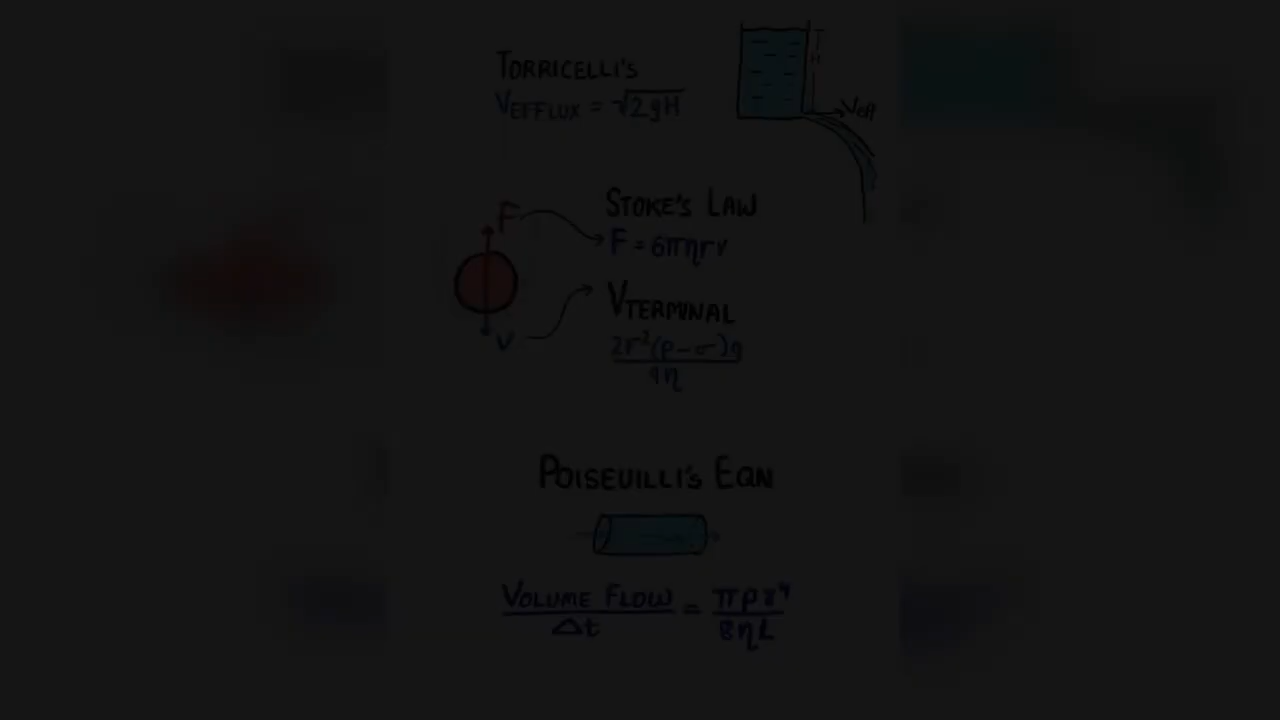 TORRICELLI'S
VEFFLUX = √2gH
H
Veff
STOKE'S LAW
F
F = 6πηrv
VTERMINAL
v
2r²(ρ-σ)g
9η
POISEUILLI'S EQN
VOLUME FLOW / Δt = πpr⁴ / 8ηL